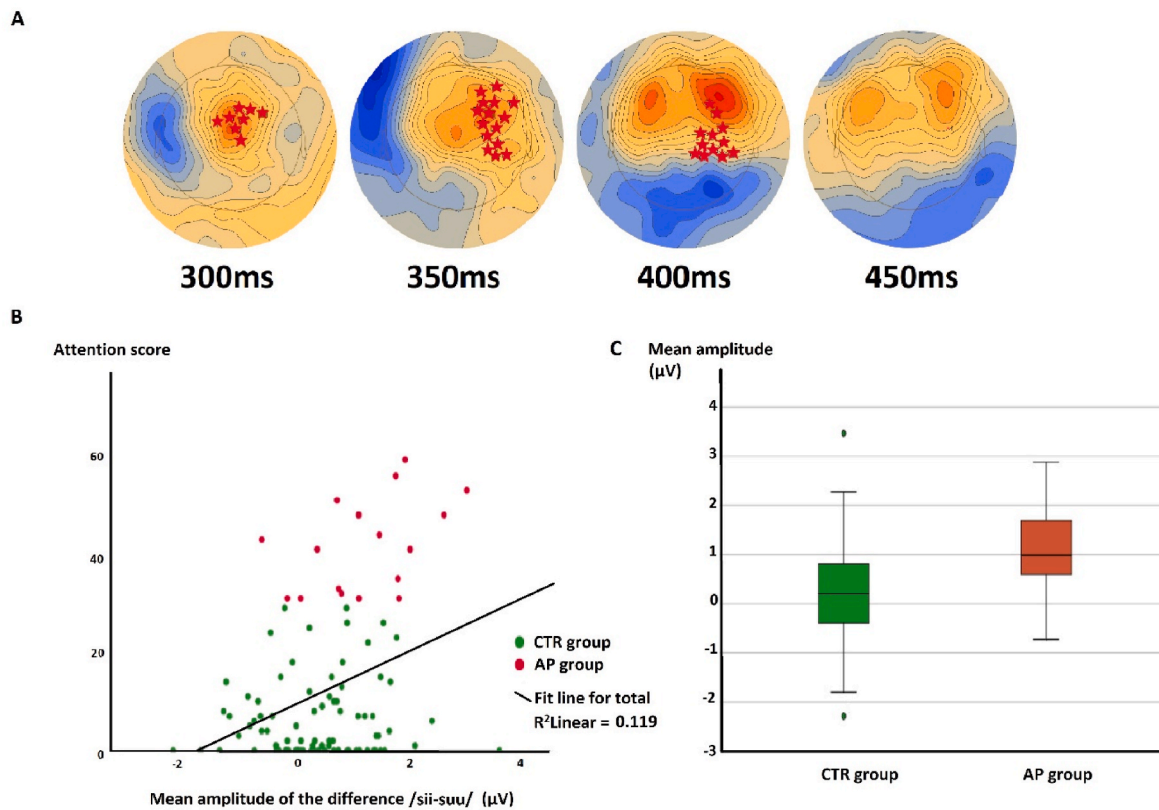 A
300ms 350ms 400ms 450ms
B
Attention score
60
40
20
0
-2 0 2 4
Mean amplitude of the difference /sii-suu/ (μV)
CTR group
AP group
Fit line for total
R²Linear = 0.119
C Mean amplitude
(μV)
4
3
2
1
0
-1
-2
-3
CTR group AP group